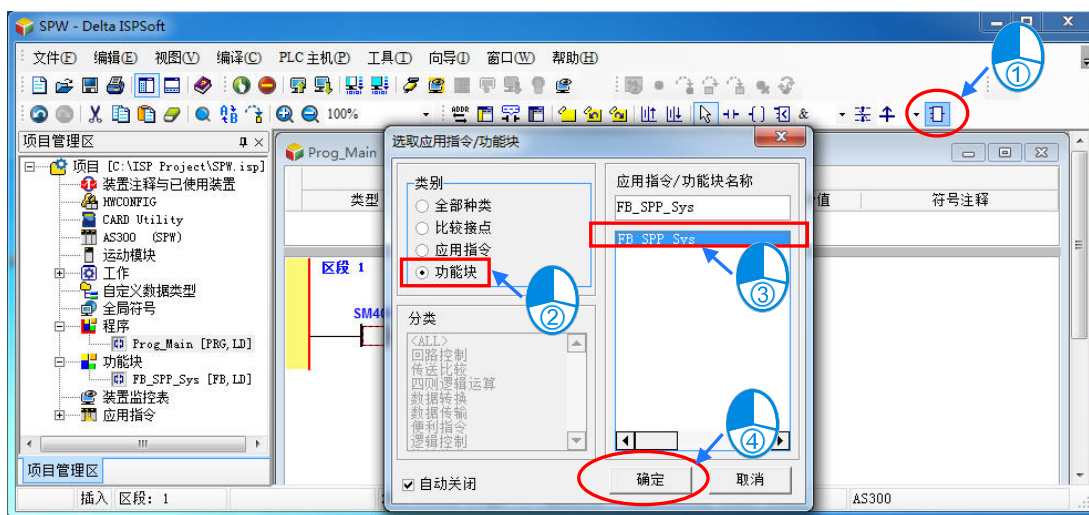 SPW - Delta ISPSoft
文件(F) 编辑(E) 视图(V) 编译(C) PLC主机(P) 工具(T) 向导(I) 窗口(W) 帮助(H)
①
100%
项目管理区
项目 [C:\ISP Project\SPW.isp]
装置注释与已使用装置
HWCONFIG
CARD Utility
AS300 (SPW)
运动模块
工作
自定义数据类型
全局符号
程序
Prog_Main [PRG,LD]
功能块
FB_SPP_Sys [FB,LD]
装置监控表
应用指令
项目管理区
Prog_Main
类型
值
符号注释
区段 1
SM40
选取应用指令/功能块
类别
全部种类
比较接点
应用指令
功能块
②
分类
<ALL>
回路控制
传送比较
四则逻辑运算
数据转换
数据传输
便利指令
逻辑控制
自动关闭
应用指令/功能块名称
FB_SPP_Sys
FB_SPP_Sys
③
④
确定
取消
插入
区段: 1
AS300